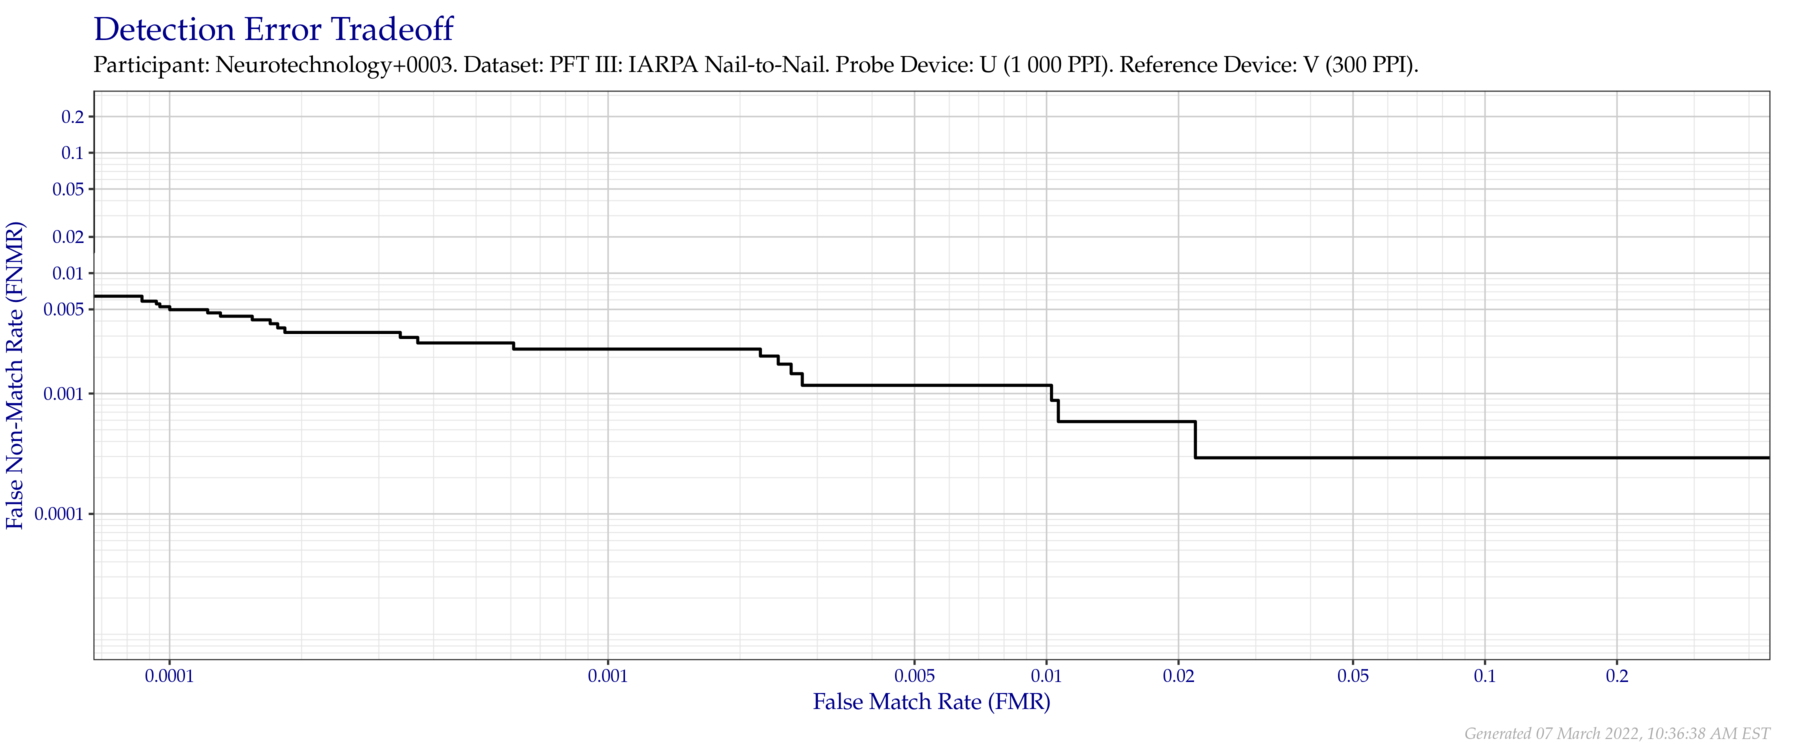 Detection Error Tradeoff
Participant: Neurotechnology+0003. Dataset: PFT III: IARPA Nail-to-Nail. Probe Device: U (1 000 PPI). Reference Device: V (300 PPI).
0.2
0.1
0.05
0.02
0.01
0.005
0.001
0.0001
False Non-Match Rate (FNMR)
0.0001 0.001 0.005 0.01 0.02 0.05 0.1 0.2
False Match Rate (FMR)
Generated 07 March 2022, 10:36:38 AM EST